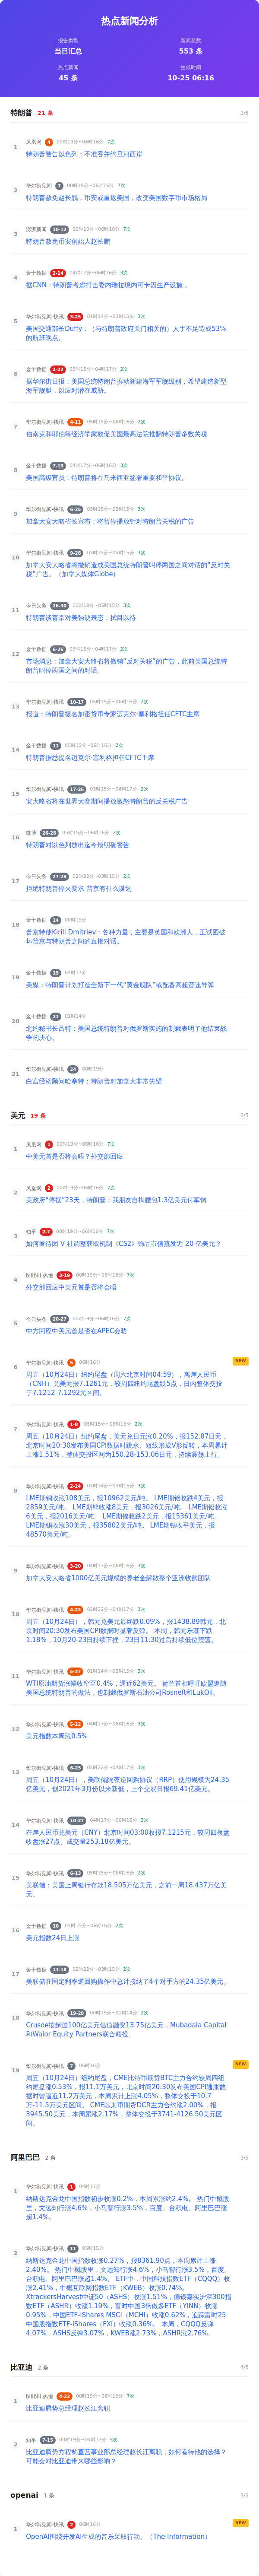 热点新闻分析
报告类型
当日汇总
新闻总数
553 条
热点新闻
45 条
生成时间
10-25 06:16
特朗普 21 条 1/5
1 凤凰网 6 00时19分~06时16分 7次
特朗普警告以色列：不准吞并约旦河西岸
2 华尔街见闻 7 00时19分~06时16分 7次
特朗普赦免赵长鹏，币安或重返美国，改变美国数字币市场格局
3 澎湃新闻 10-12 00时19分~06时16分 7次
特朗普赦免币安创始人赵长鹏
4 金十数据 2-14 04时17分~06时16分 3次
据CNN：特朗普考虑打击委内瑞拉境内可卡因生产设施 。
5 华尔街见闻-快讯 3-25 01时14分~03时15分 3次
美国交通部长Duffy：（与特朗普政府关门相关的）人手不足造成53%
的航班晚点。
6 金十数据 2-22 03时15分~04时17分 2次
据华尔街日报：美国总统特朗普推动新建海军军舰级别，希望建造新型
海军舰艇，以应对潜在威胁。
7 华尔街见闻-快讯 4-11 05时15分~06时16分 2次
伯南克和耶伦等经济学家敦促美国最高法院推翻特朗普多数关税
8 金十数据 7-19 04时17分~06时16分 3次
美国高级官员：特朗普将在马来西亚签署重要和平协议。
9 华尔街见闻-快讯 6-25 03时15分~05时15分 3次
加拿大安大略省长宣布：将暂停播放针对特朗普关税的广告
10 华尔街见闻-快讯 9-28 03时15分~05时15分 3次
加拿大安大略省将撤销造成美国总统特朗普叫停两国之间对话的“反对关
税”广告。（加拿大媒体Globe）
11 今日头条 26-30 00时19分~05时15分 3次
特朗普谈普京对美强硬表态：拭目以待
12 金十数据 6-26 03时15分~04时17分 2次
市场消息：加拿大安大略省将撤销“反对关税”的广告，此前美国总统特
朗普叫停两国之间的对话。
13 华尔街见闻-快讯 10-17 05时15分~06时16分 2次
报道：特朗普提名加密货币专家迈克尔·塞利格担任CFTC主席
14 金十数据 11 05时15分~06时16分 2次
特朗普据悉提名迈克尔·塞利格担任CFTC主席
15 华尔街见闻-快讯 17-26 03时15分~04时17分 2次
安大略省将在世界大赛期间播放激怒特朗普的反关税广告
16 微博 26-28 05时15分~06时16分 2次
特朗普对以色列放出迄今最明确警告
17 今日头条 27-28 02时22分~03时15分 2次
拒绝特朗普停火要求 普京有什么谋划
18 金十数据 14 00时19分
普京特使Kirill Dmitriev：各种力量，主要是英国和欧洲人，正试图破
坏普京与特朗普之间的直接对话。
19 金十数据 19 04时17分
美媒：特朗普计划打造全新下一代“黄金舰队”或配备高超音速导弹
20 金十数据 21 01时14分
北约秘书长吕特：美国总统特朗普对俄罗斯实施的制裁表明了他结束战
争的决心。
21 华尔街见闻-快讯 26 00时19分
白宫经济顾问哈塞特：特朗普对加拿大非常失望
美元 19 条 2/5
1 凤凰网 1 00时19分~06时16分 7次
中美元首是否将会晤？外交部回应
2 凤凰网 2 00时19分~06时16分 7次
美政府“停摆”23天，特朗普：我朋友自掏腰包1.3亿美元付军饷
3 知乎 2-7 00时19分~06时16分 7次
如何看待因 V 社调整获取机制《CS2》饰品市值蒸发近 20 亿美元？
4 bilibili 热搜 3-19 00时19分~06时16分 7次
外交部回应中美元首是否将会晤
5 今日头条 20-27 00时19分~06时16分 7次
中方回应中美元首是否在APEC会晤
6 华尔街见闻-快讯 5 06时16分 NEW
周五（10月24日）纽约尾盘（周六北京时间04:59），离岸人民币
（CNH）兑美元报7.1261元，较周四纽约尾盘跌5点，日内整体交投
于7.1212-7.1292元区间。
7 华尔街见闻-快讯 1-8 05时15分~06时16分 2次
周五（10月24日）纽约尾盘，美元兑日元涨0.20%，报152.87日元，
北京时间20:30发布美国CPI数据时跳水、短线形成V形反转，本周累计
上涨1.51%，整体交投区间为150.28-153.06日元，持续震荡上行。
8 华尔街见闻-快讯 2-24 01时14分~03时15分 3次
LME期铜收涨108美元，报10962美元/吨。 LME期铝收跌4美元，报
2859美元/吨。 LME期锌收涨8美元，报3026美元/吨。 LME期铅收涨
6美元，报2016美元/吨。 LME期镍收跌2美元，报15361美元/吨。
LME期锡收涨30美元，报35802美元/吨。 LME期钴收平美元，报
48570美元/吨。
9 华尔街见闻-快讯 3-20 04时17分~06时16分 3次
加拿大安大略省1000亿美元规模的养老金解散整个亚洲收购团队
10 华尔街见闻-快讯 4-23 02时22分~04时17分 3次
周五（10月24日），韩元兑美元最终跌0.09%，报1438.89韩元，北
京时间20:30发布美国CPI数据时显著反弹。 本周，韩元乐基下跌
1.18%，10月20-23日持续下挫，23日11:30过后持续低位震荡。
11 华尔街见闻-快讯 5-27 01时14分~03时15分 3次
WTI原油期货涨幅收窄至0.4%，逼近62美元。 荷兰首相呼吁欧盟追随
美国总统特朗普的做法，也制裁俄罗斯石油公司Rosneft和LukOil。
12 华尔街见闻-快讯 5-22 04时17分~06时16分 3次
美元指数本周涨0.5%
13 华尔街见闻-快讯 6-25 02时22分~04时17分 3次
周五（10月24日），美联储隔夜逆回购协议（RRP）使用规模为24.35
亿美元，创2021年3月份以来新低，上个交易日报69.41亿美元。
14 华尔街见闻-快讯 10-27 04时17分~06时16分 3次
在岸人民币兑美元（CNY）北京时间03:00收报7.1215元，较周四夜盘
收盘涨27点。成交量253.18亿美元。
15 华尔街见闻-快讯 6-13 05时15分~06时16分 2次
美联储：美国上周银行存款18.505万亿美元，之前一周18.437万亿美
元。
16 金十数据 10 05时15分~06时16分 2次
美元指数24日上涨
17 金十数据 11-18 02时22分~03时15分 2次
美联储在固定利率逆回购操作中总计接纳了4个对手方的24.35亿美元。
18 华尔街见闻-快讯 19-28 00时19分~01时14分 2次
Crusoe按超过100亿美元估值融资13.75亿美元，Mubadala Capital
和Walor Equity Partners联合领投。
19 华尔街见闻-快讯 7 06时16分 NEW
周五（10月24日）纽约尾盘，CME比特币期货BTC主力合约较周四纽
约尾盘涨0.53%，报11.1万美元，北京时间20:30发布美国CPI通胀数
据时曾逼近11.2万美元，本周累计上涨4.05%，整体交投于10.7
万-11.5万美元区间。 CME以太币期货DCR主力合约涨2.00%，报
3945.50美元，本周累涨2.17%，整体交投于3741-4126.50美元区
间。
阿里巴巴 2 条 3/5
1 华尔街见闻-快讯 1 04时17分
纳斯达克金龙中国指数初步收涨0.2%，本周累涨约2.4%。 热门中概股
里，文远知行涨4.6%，小马智行涨3.5%，百度、台积电、阿里巴巴涨
超1.4%。
2 华尔街见闻-快讯 11 05时15分
纳斯达克金龙中国指数收涨0.27%，报8361.90点，本周累计上涨
2.40%。 热门中概股里，文远知行涨4.6%，小马智行涨3.5%，百度、
台积电、阿里巴巴涨超1.4%。 ETF中，中国科技指数ETF（CQQQ）收
涨2.41%，中概互联网指数ETF（KWEB）收涨0.74%。
XtrackersHarvest中证50（ASHS）收涨1.51%，德银嘉实沪深300指
数ETF（ASHR）收涨1.19%，富时中国3倍做多ETF（YINN）收涨
0.95%，中国ETF-iShares MSCI（MCHI）收涨0.62%，追踪富时25
中国股指数ETF-iShares（FXI）收涨0.36%。 本周，CQQQ反弹
4.07%，ASHS反弹3.07%，KWEB涨2.73%，ASHR涨2.76%。
比亚迪 2 条 4/5
1 bilibili 热搜 4-22 00时19分~06时16分 7次
比亚迪腾势总经理赵长江离职
2 知乎 7-15 00时19分~04时17分 5次
比亚迪腾势方程豹直营事业部总经理赵长江离职，如何看待他的选择？
可能会对比亚迪带来哪些影响？
openai 1 条 5/5
1 华尔街见闻-快讯 2 06时16分 NEW
OpenAI围绕开发AI生成的音乐采取行动。（The Information）